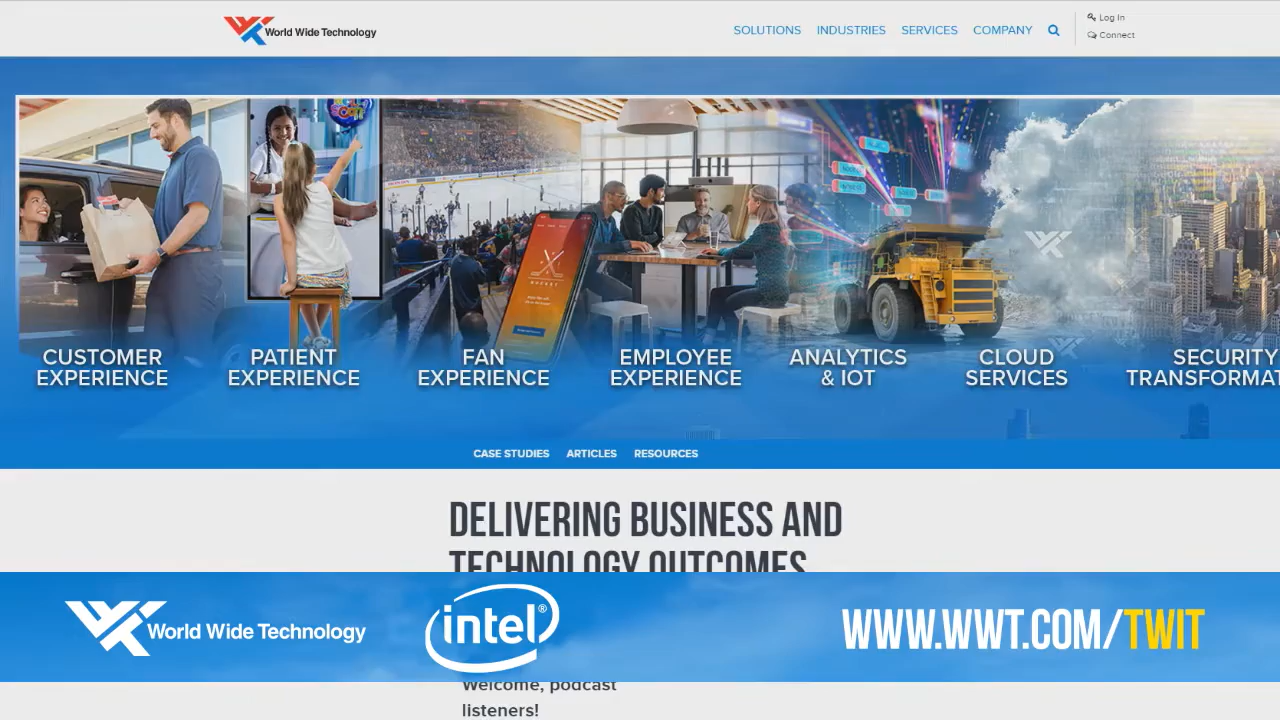 World Wide Technology
SOLUTIONS INDUSTRIES SERVICES COMPANY
Log In
Connect
CUSTOMER
EXPERIENCE
PATIENT
EXPERIENCE
FAN
EXPERIENCE
EMPLOYEE
EXPERIENCE
ANALYTICS
& IOT
CLOUD
SERVICES
SECURITY
TRANSFORMAT
CASE STUDIES ARTICLES RESOURCES
DELIVERING BUSINESS AND
TECHNOLOGY OUTCOMES
World Wide Technology
intel®
WWW.WWT.COM/TWIT
Welcome, podcast
listeners!